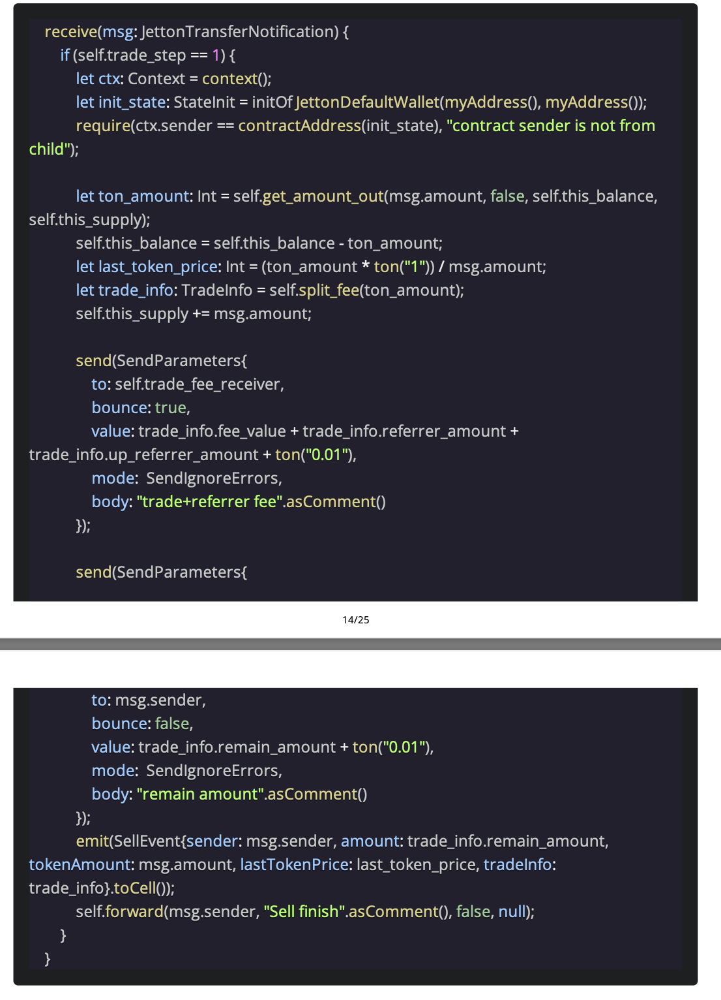 receive(msg: JettonTransferNotification) {
if (self.trade_step == 1) {
let ctx: Context = context();
let init_state: StateInit = initOf JettonDefaultWallet(myAddress(), myAddress());
require(ctx.sender == contractAddress(init_state), "contract sender is not from
child");
let ton_amount: Int = self.get_amount_out(msg.amount, false, self.this_balance,
self.this_supply);
self.this_balance = self.this_balance - ton_amount;
let last_token_price: Int = (ton_amount * ton("1")) / msg.amount;
let trade_info: TradeInfo = self.split_fee(ton_amount);
self.this_supply += msg.amount;
send(SendParameters{
to: self.trade_fee_receiver,
bounce: true,
value: trade_info.fee_value + trade_info.referrer_amount +
trade_info.up_referrer_amount + ton("0.01"),
mode:  SendIgnoreErrors,
body: "trade+referrer fee".asComment()
});
send(SendParameters{
14/25
to: msg.sender,
bounce: false,
value: trade_info.remain_amount + ton("0.01"),
mode:  SendIgnoreErrors,
body: "remain amount".asComment()
});
emit(SellEvent{sender: msg.sender, amount: trade_info.remain_amount,
tokenAmount: msg.amount, lastTokenPrice: last_token_price, tradeInfo:
trade_info}.toCell());
self.forward(msg.sender, "Sell finish".asComment(), false, null);
}
}